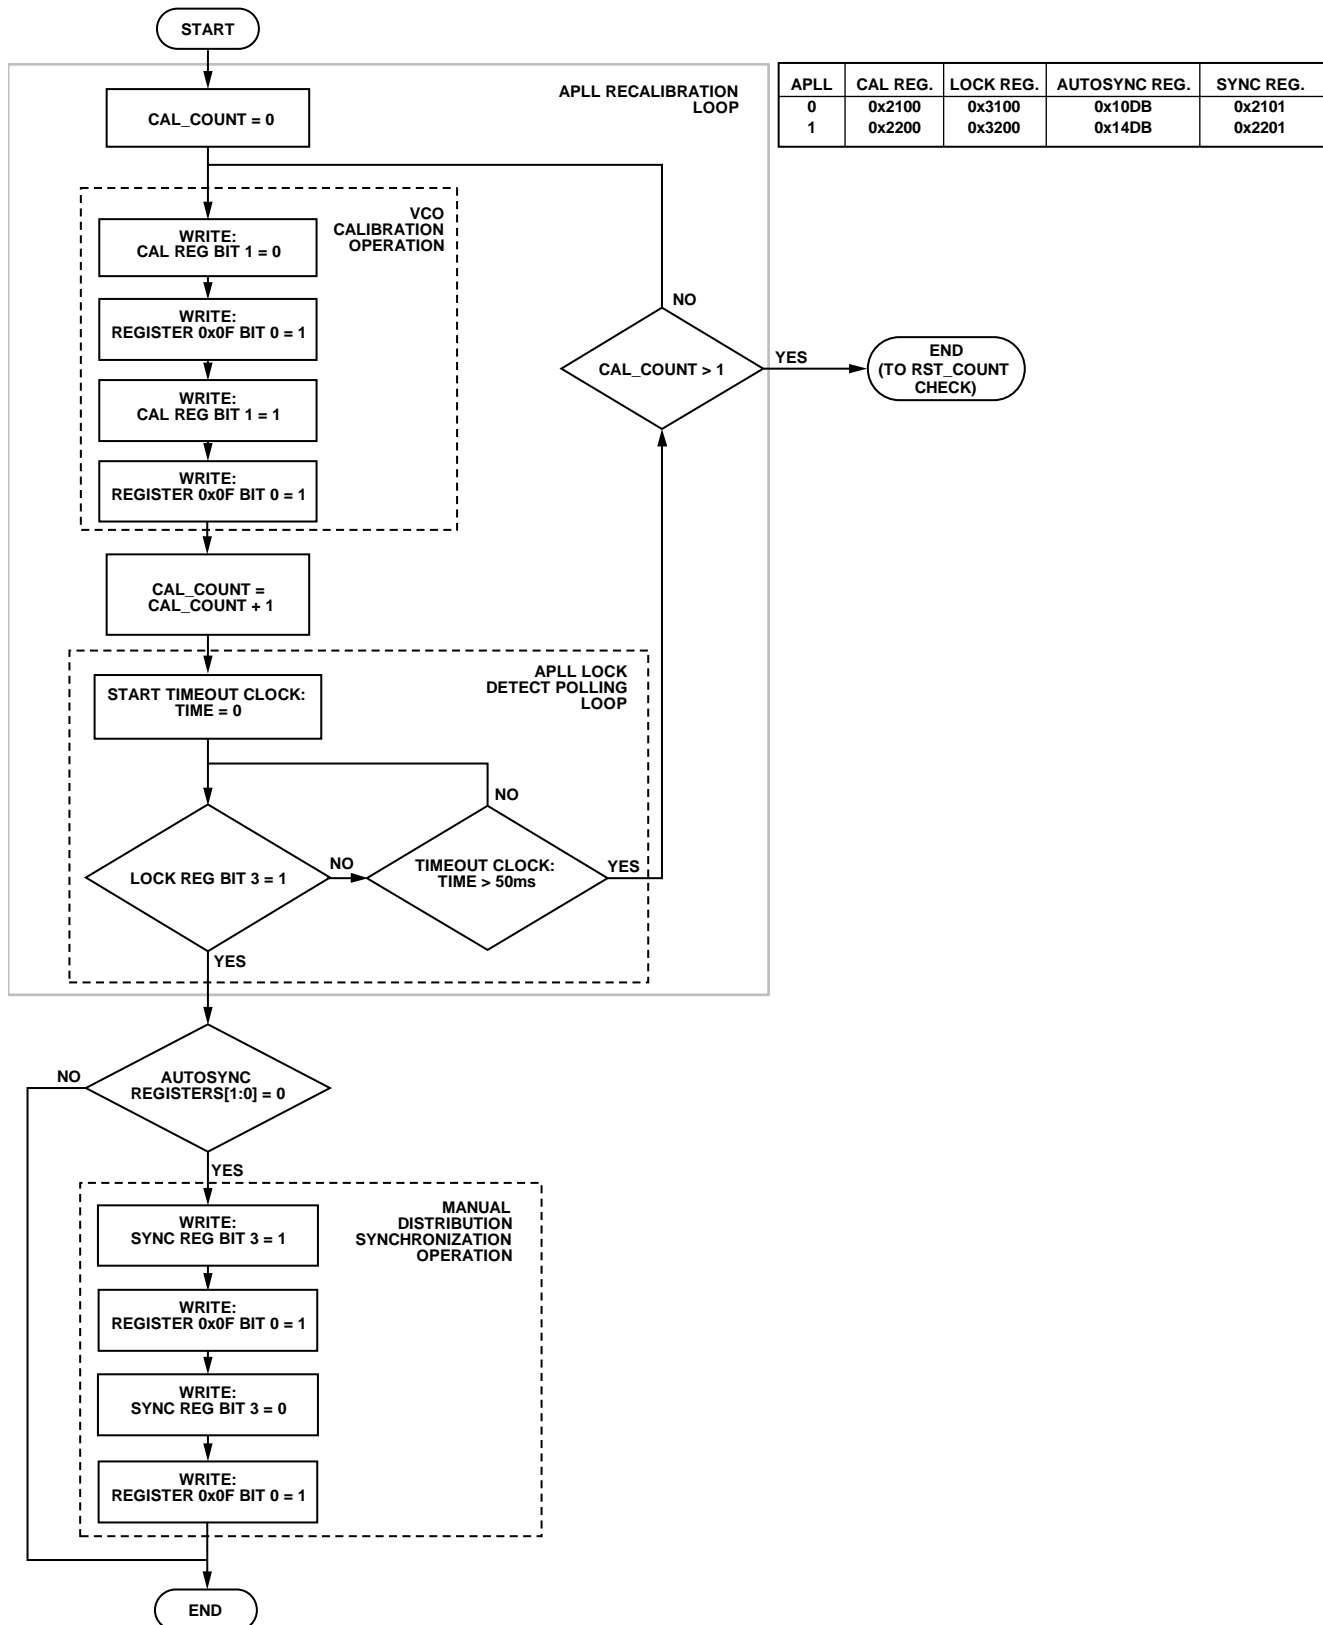 START
APLL RECALIBRATION
LOOP
APLL CAL REG. LOCK REG. AUTOSYNC REG. SYNC REG.
0 0x2100 0x3100 0x10DB 0x2101
1 0x2200 0x3200 0x14DB 0x2201
CAL_COUNT = 0
VCO
CALIBRATION
OPERATION
WRITE:
CAL REG BIT 1 = 0
WRITE:
REGISTER 0x0F BIT 0 = 1
WRITE:
CAL REG BIT 1 = 1
WRITE:
REGISTER 0x0F BIT 0 = 1
NO
CAL_COUNT > 1
YES
END
(TO RST_COUNT
CHECK)
CAL_COUNT =
CAL_COUNT + 1
APLL LOCK
DETECT POLLING
LOOP
START TIMEOUT CLOCK:
TIME = 0
NO
LOCK REG BIT 3 = 1
NO
TIMEOUT CLOCK:
TIME > 50ms
YES
YES
NO
AUTOSYNC
REGISTERS[1:0] = 0
YES
MANUAL
DISTRIBUTION
SYNCHRONIZATION
OPERATION
WRITE:
SYNC REG BIT 3 = 1
WRITE:
REGISTER 0x0F BIT 0 = 1
WRITE:
SYNC REG BIT 3 = 0
WRITE:
REGISTER 0x0F BIT 0 = 1
END